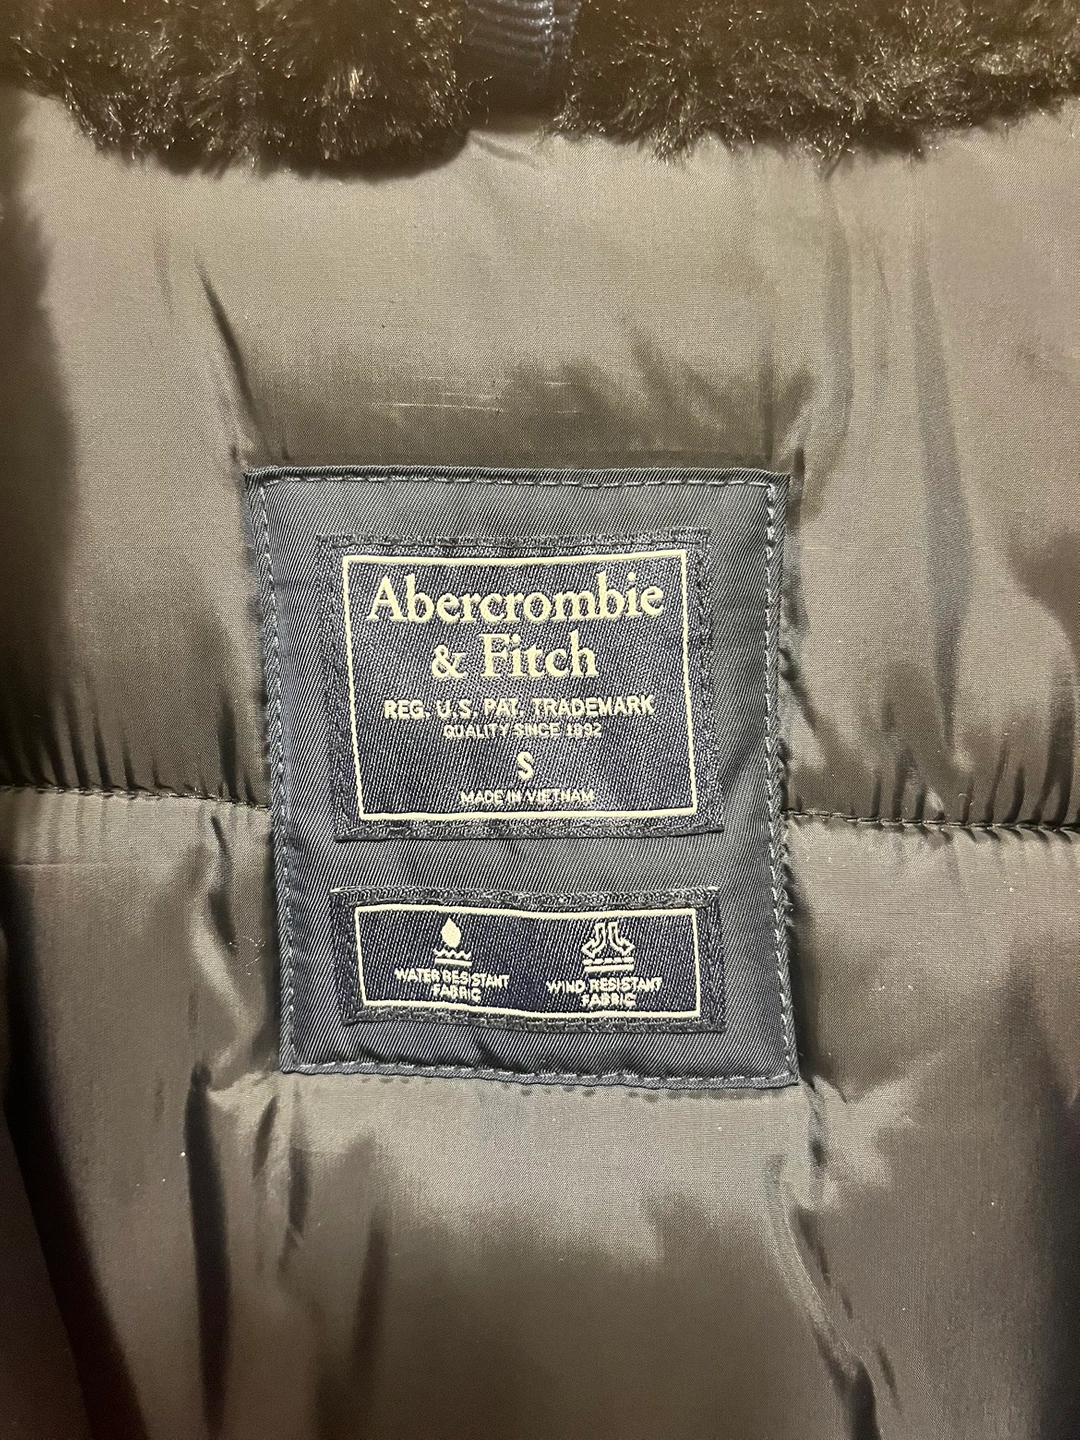 Abercrombie
& Fitch
REG. U.S. PAT. TRADEMARK
QUALITY SINCE 1892
S
MADE IN VIETNAM
WATER RESISTANT
FABRIC
WIND RESISTANT
FABRIC